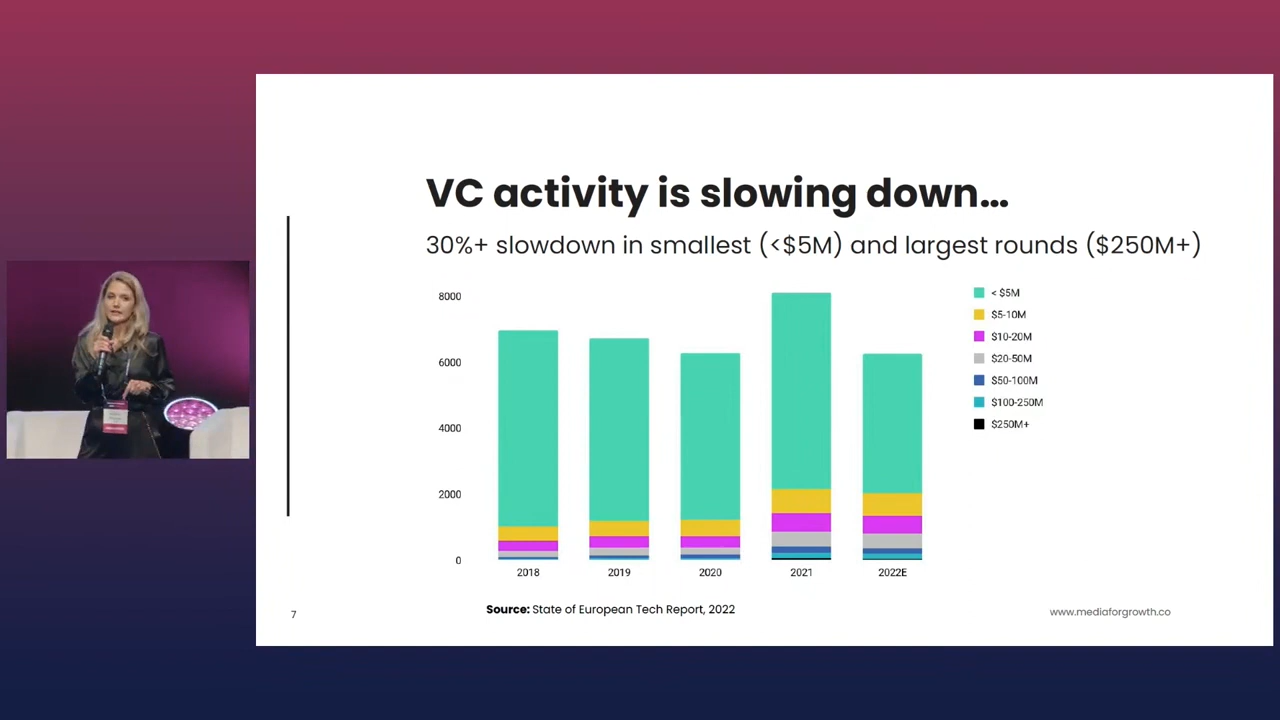 VC activity is slowing down...
30%+ slowdown in smallest (<$5M) and largest rounds ($250M+)
8000
6000
4000
2000
0
2018
2019
2020
2021
2022E
< $5M
$5-10M
$10-20M
$20-50M
$50-100M
$100-250M
$250M+
7
Source: State of European Tech Report, 2022
www.mediaforgrowth.co